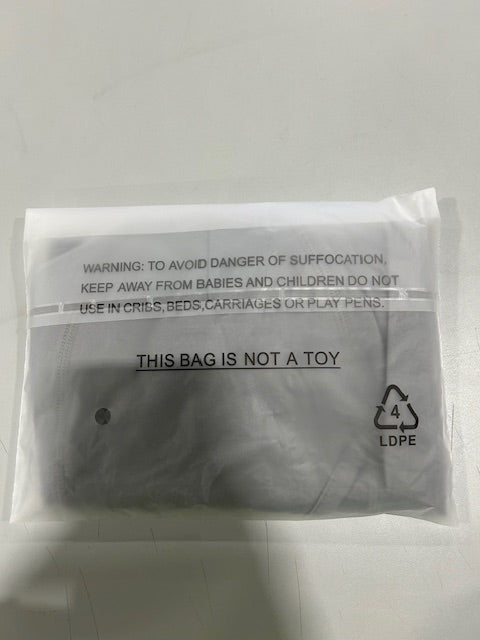 WARNING: TO AVOID DANGER OF SUFFOCATION,
KEEP AWAY FROM BABIES AND CHILDREN DO NOT
USE IN CRIBS,BEDS,CARRIAGES OR PLAY PENS.
THIS BAG IS NOT A TOY
4
LDPE